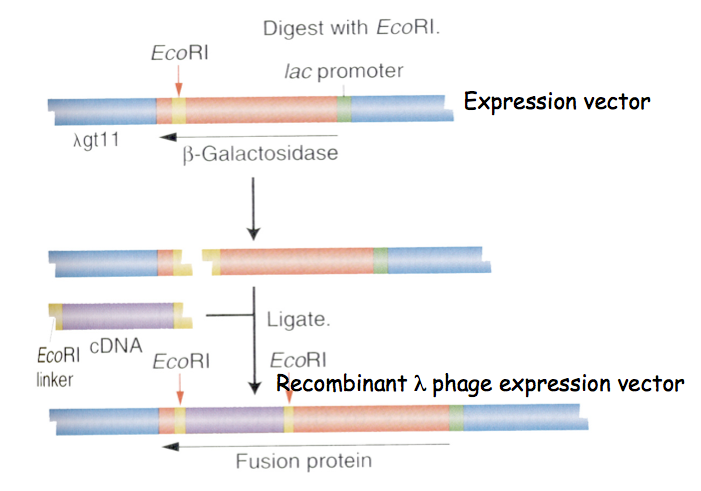 Digest with EcoRI.
EcoRI
lac promoter
Expression vector
λgt11
β-Galactosidase
Ligate.
EcoRI
linker
cDNA
EcoRI
EcoRI
Recombinant λ phage expression vector
Fusion protein